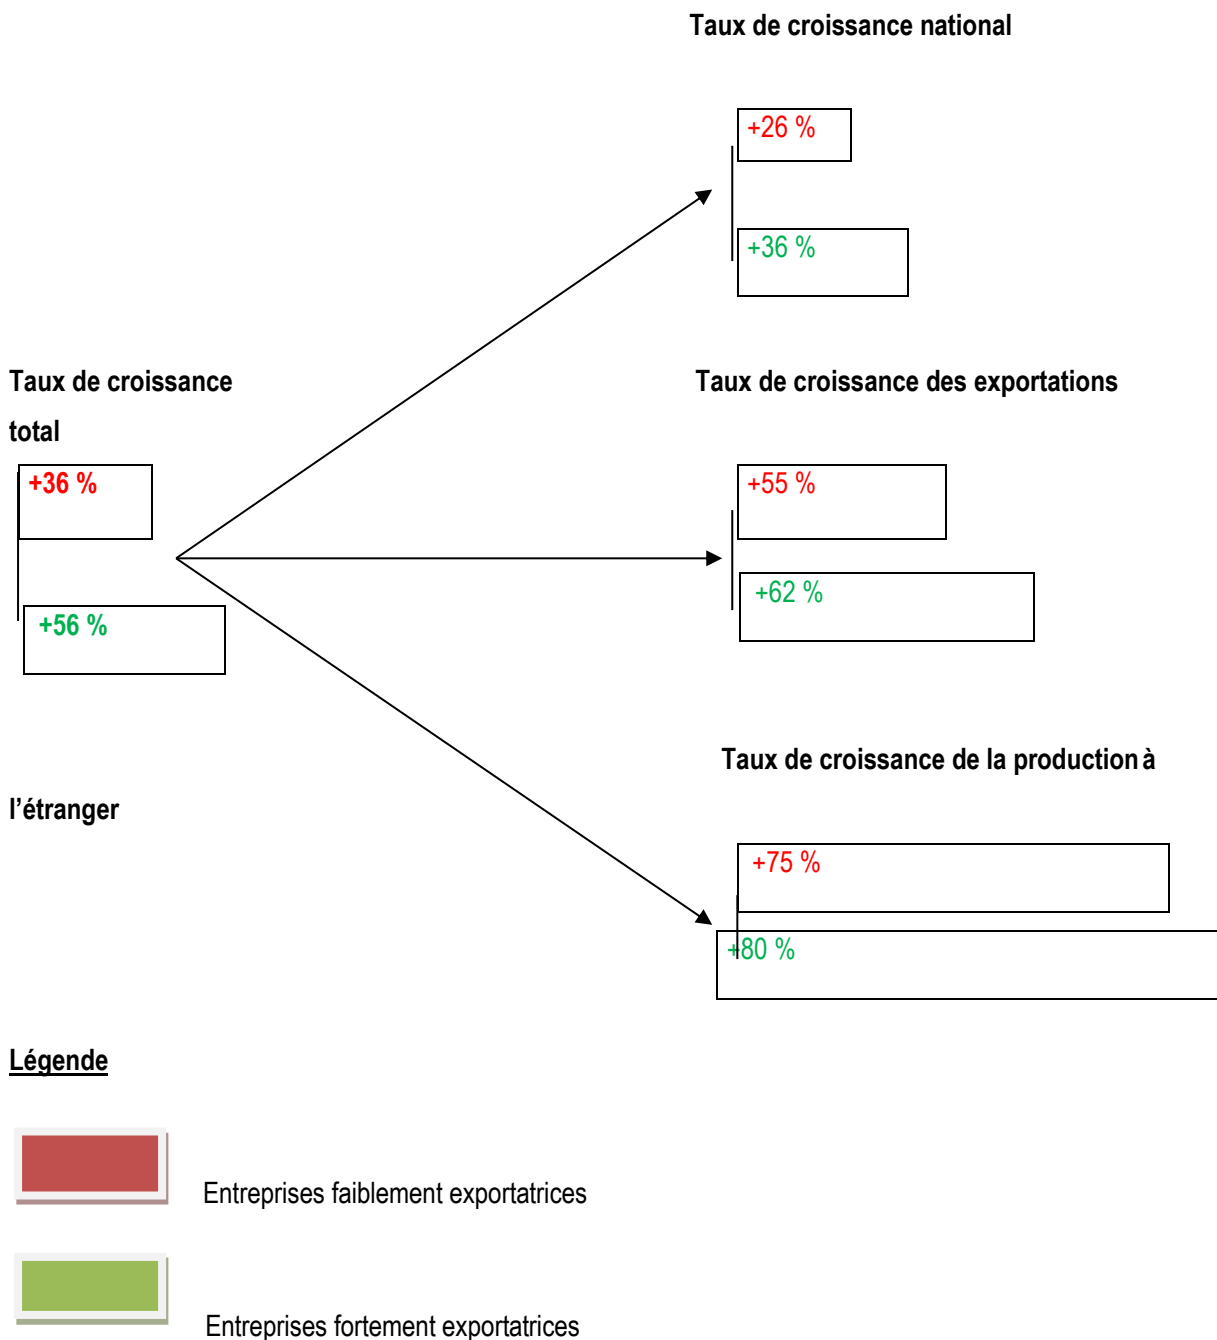 Taux de croissance national
+26 %
+36 %
Taux de croissance
total
Taux de croissance des exportations
+36 %
+55 %
+62 %
+56 %
Taux de croissance de la production à
l’étranger
+75 %
+80 %
Légende
Entreprises faiblement exportatrices
Entreprises fortement exportatrices